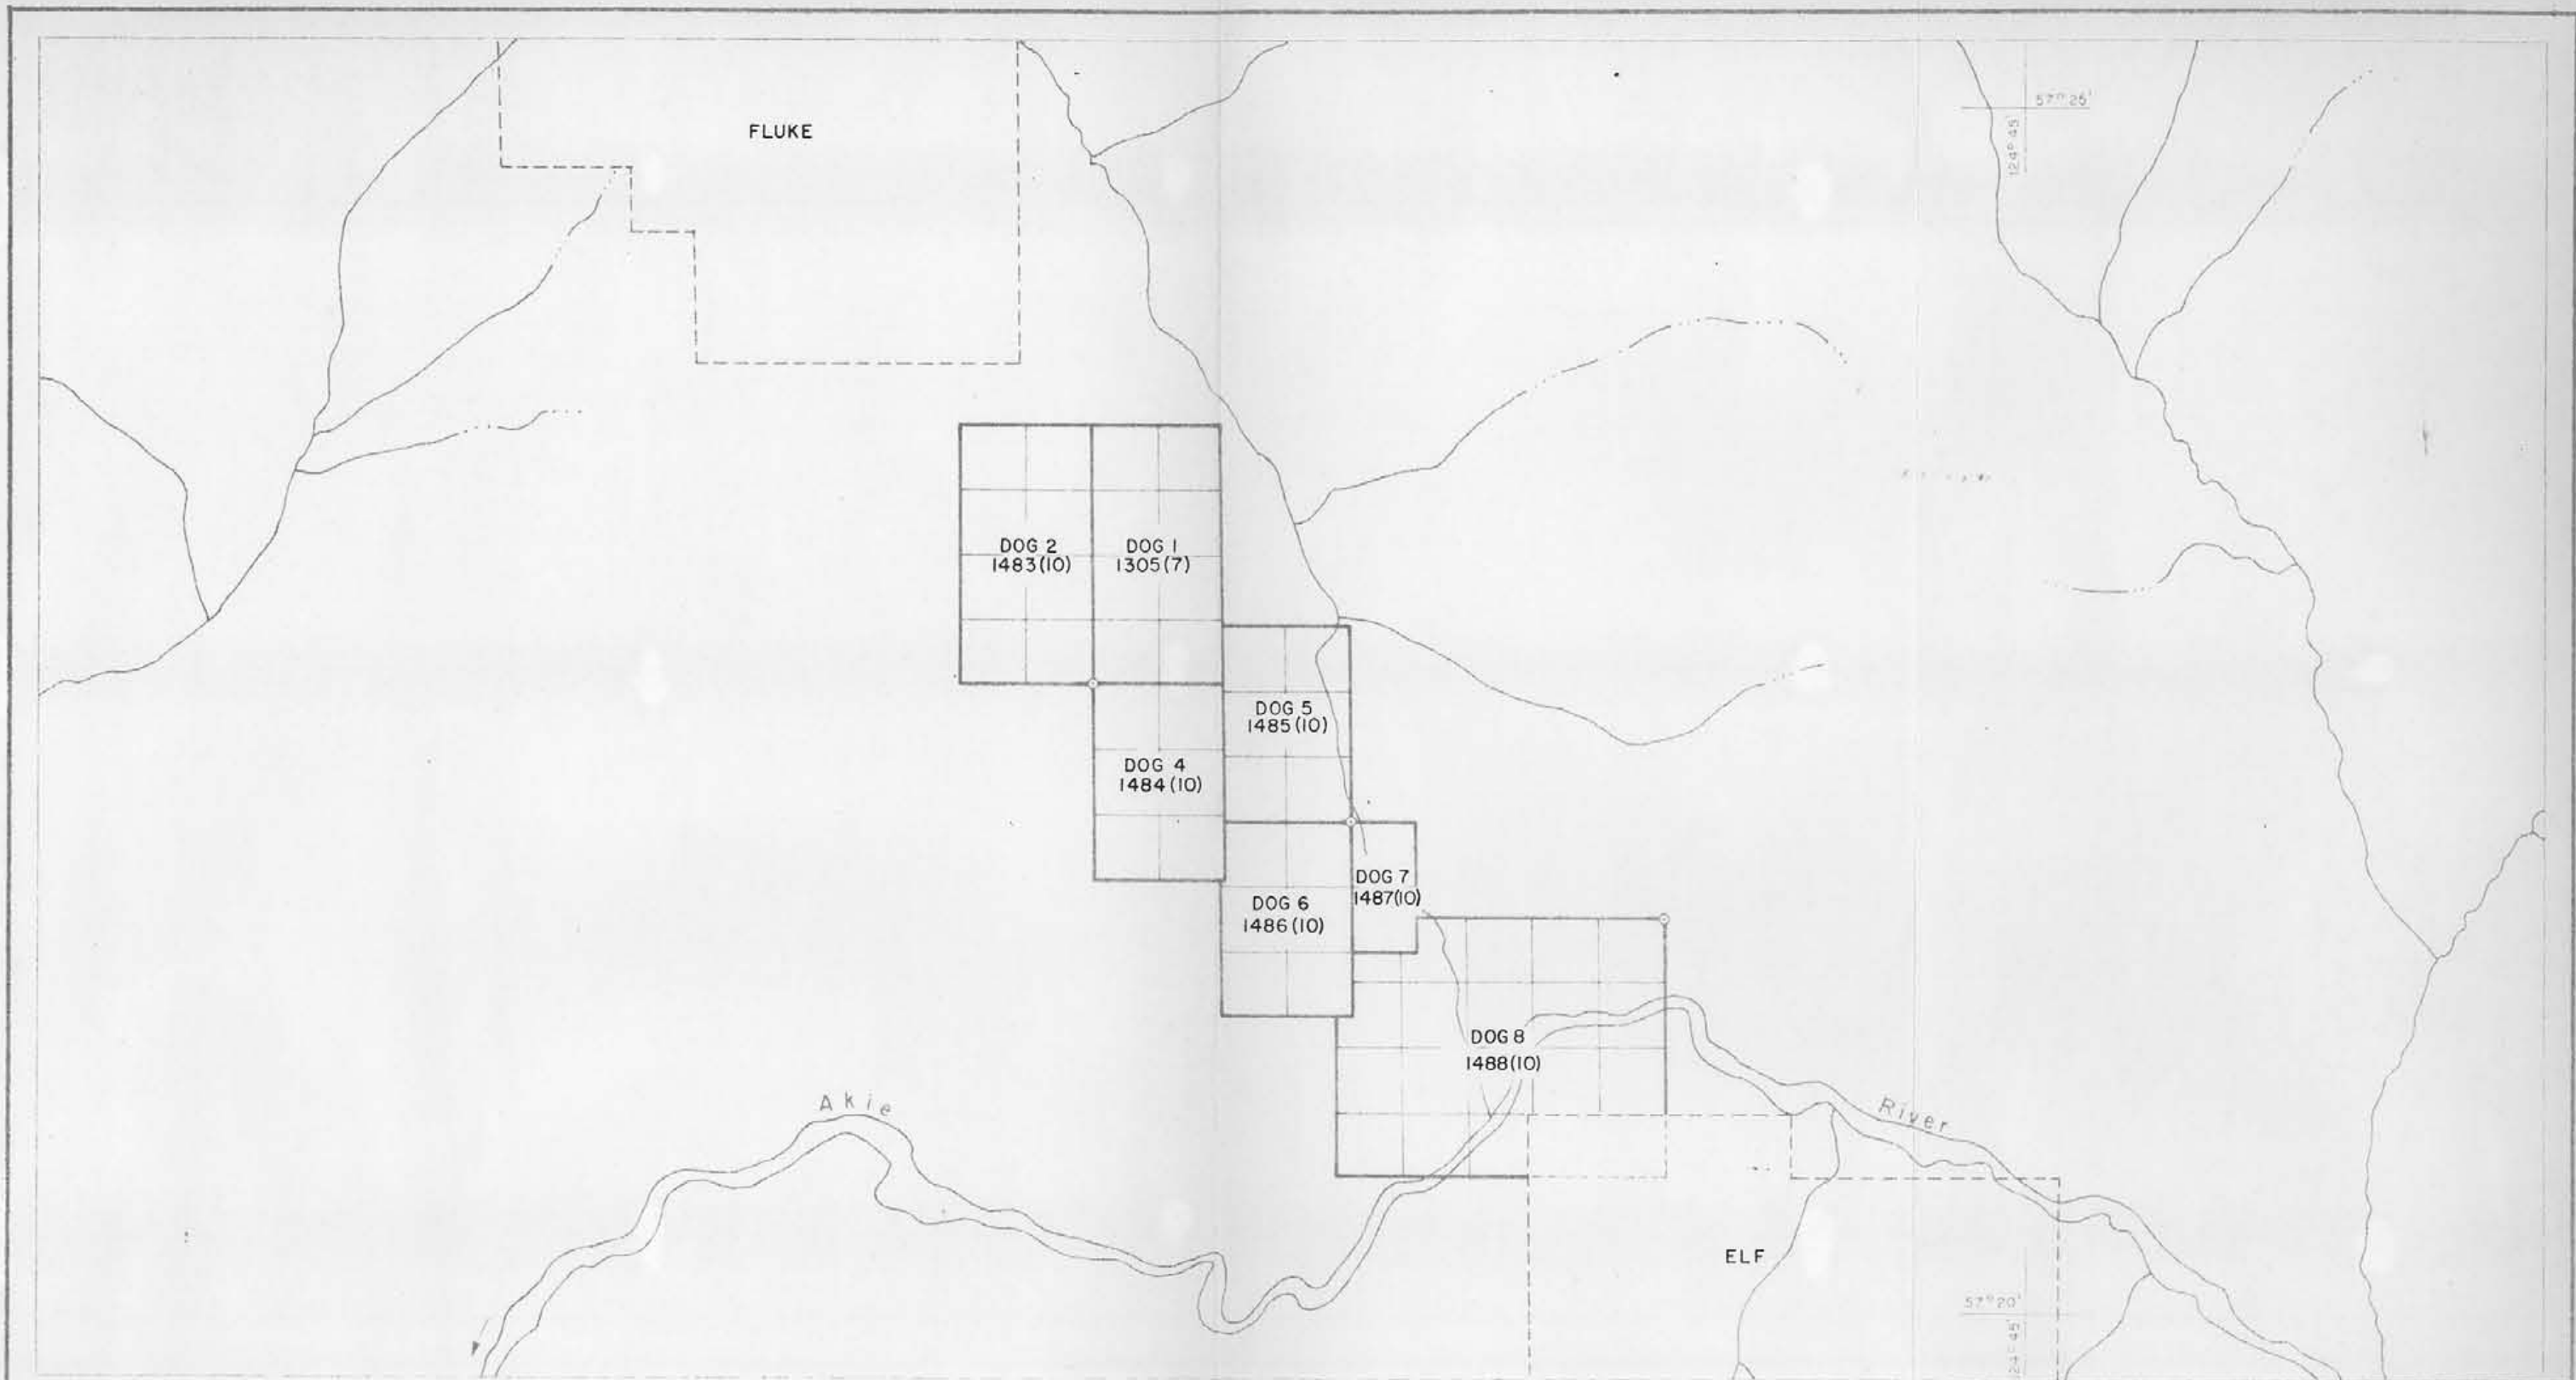 FLUKE
57° 25'
124° 45'
DOG 2
1483(10)
DOG 1
1305(7)
DOG 5
1485(10)
DOG 4
1484(10)
DOG 7
1487(10)
DOG 6
1486(10)
DOG 8
1488(10)
Akie
River
ELF
57° 20'
124° 45'